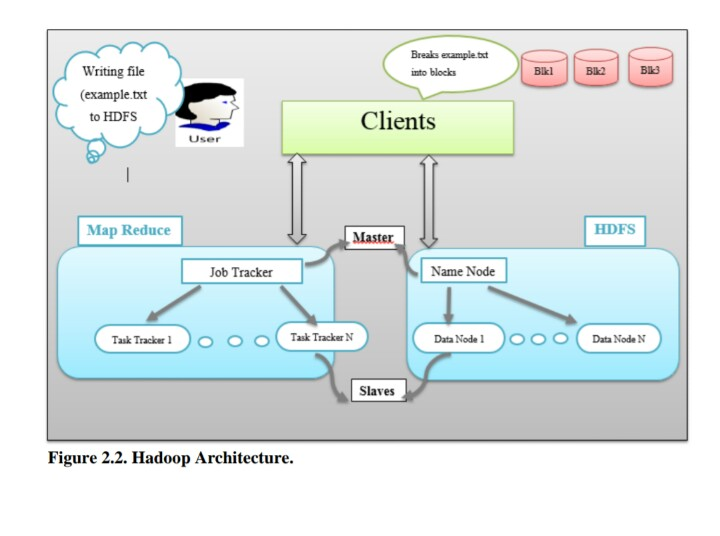 Writing file
(example.txt
to HDFS
User
Breaks example.txt
into blocks
Blk1
Blk2
Blk3
Clients
Map Reduce
Master
HDFS
Job Tracker
Name Node
Task Tracker 1
Task Tracker N
Data Node 1
Data Node N
Slaves
Figure 2.2. Hadoop Architecture.